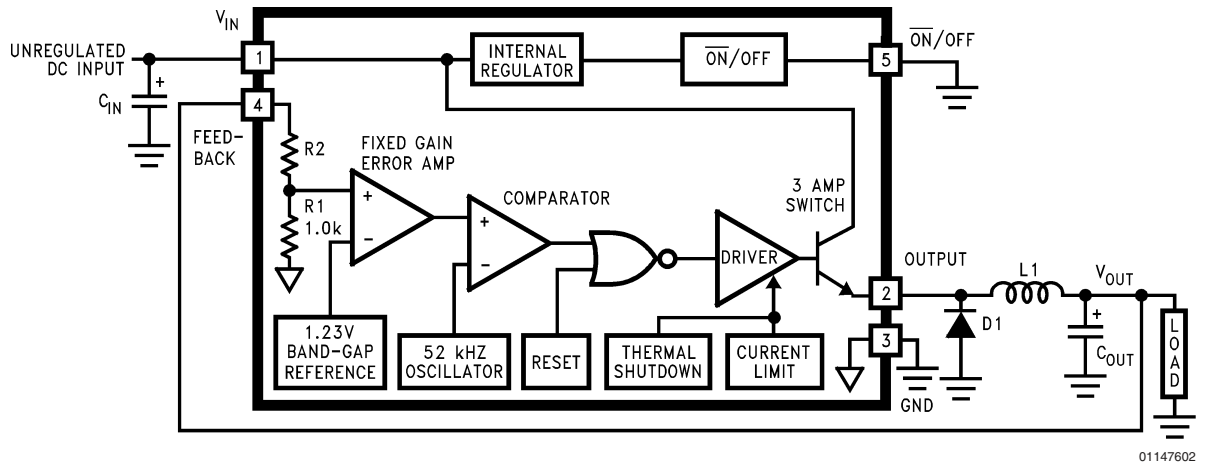 V_IN
UNREGULATED
DC INPUT
+
C_IN
1
4
FEED-
BACK
R2
R1
1.0k
FIXED GAIN
ERROR AMP
+
−
INTERNAL
REGULATOR
O̅N̅/OFF
5
O̅N̅/OFF
COMPARATOR
+
−
3 AMP
SWITCH
DRIVER
1.23V
BAND-GAP
REFERENCE
52 kHZ
OSCILLATOR
RESET
THERMAL
SHUTDOWN
CURRENT
LIMIT
OUTPUT
2
3
GND
D1
L1
V_OUT
+
C_OUT
LOAD
01147602